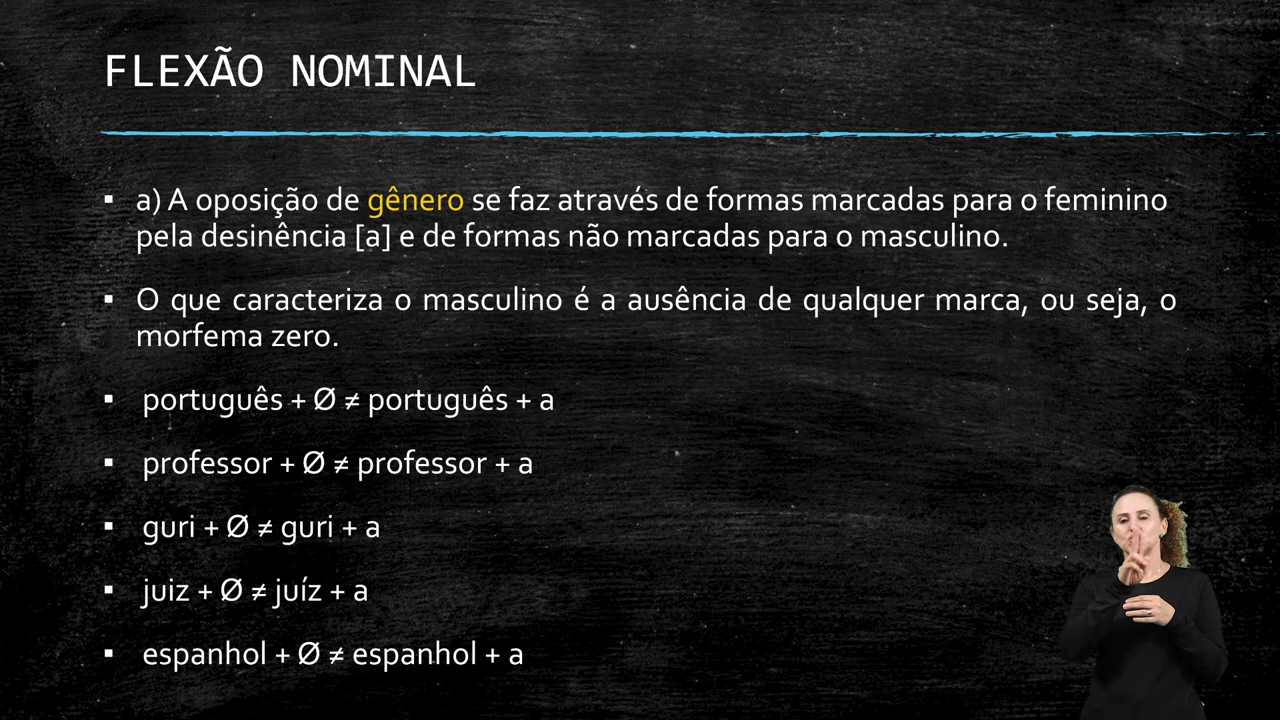 FLEXÃO NOMINAL
▪ a) A oposição de gênero se faz através de formas marcadas para o feminino
pela desinência [a] e de formas não marcadas para o masculino.
▪ O que caracteriza o masculino é a ausência de qualquer marca, ou seja, o
morfema zero.
▪ português + Ø ≠ português + a
▪ professor + Ø ≠ professor + a
▪ guri + Ø ≠ guri + a
▪ juiz + Ø ≠ juíz + a
▪ espanhol + Ø ≠ espanhol + a